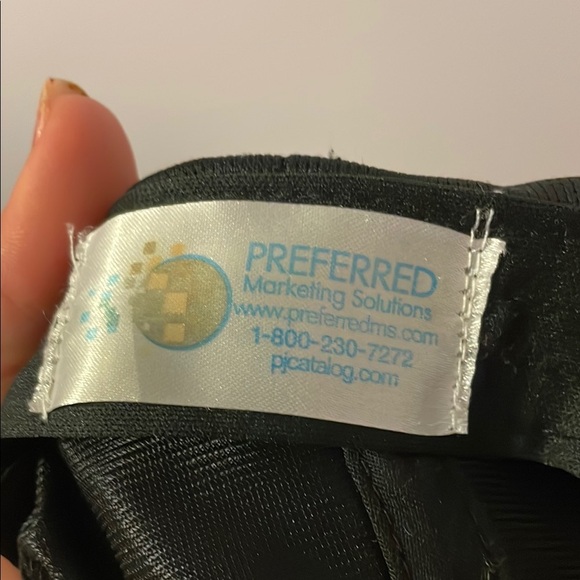 PREFERRED
Marketing Solutions
www.preferredms.com
1-800-230-7272
pjcatalog.com